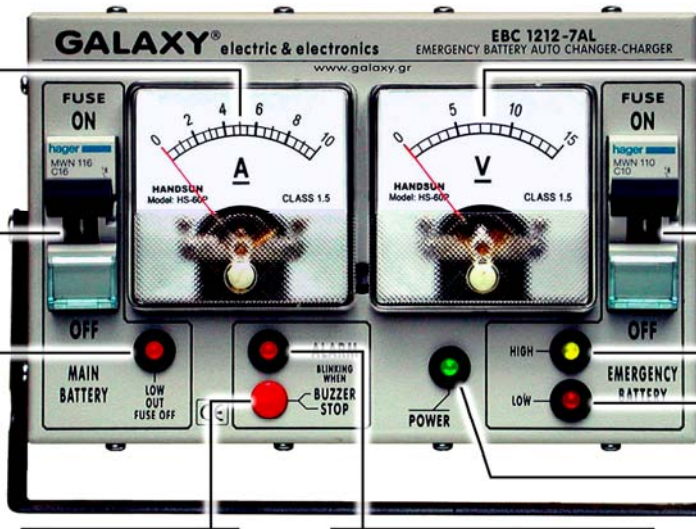 GALAXY® electric & electronics
EBC 1212-7AL
EMERGENCY BATTERY AUTO CHANGER-CHARGER
www.galaxy.gr
FUSE
ON
hager
MWN 116
C16
OFF
MAIN
BATTERY
0 2 4 6 8 10
A
HANDSUN
Model: HS-60P
CLASS 1.5
0 5 10 15
V
HANDSUN
Model: HS-60P
CLASS 1.5
FUSE
ON
hager
MWN 110
C10
OFF
EMERGENCY
BATTERY
LOW
OUT
FUSE OFF
CE
ALARM
BLINKING
WHEN
BUZZER
STOP
POWER
HIGH
LOW